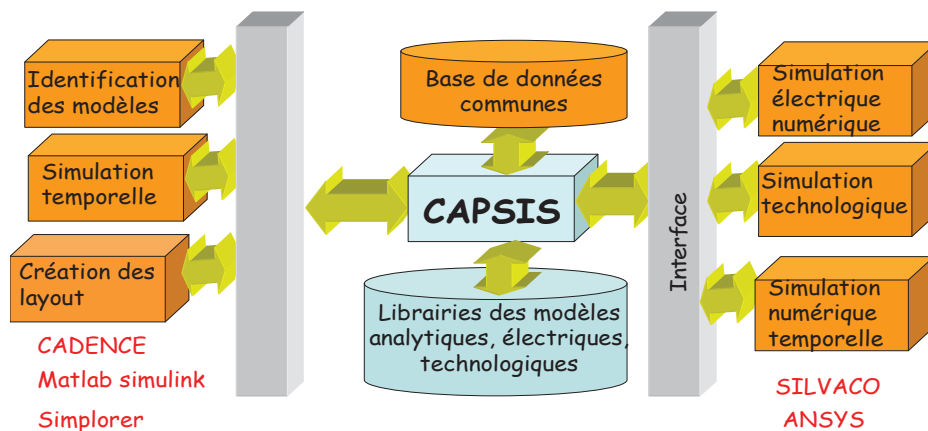 Identification
des modèles
Simulation
temporelle
Création des
layout
CADENCE
Matlab simulink
Simplorer
Base de données
communes
CAPSIS
Librairies des modèles
analytiques, électriques,
technologiques
Interface
Simulation
électrique
numérique
Simulation
technologique
Simulation
numérique
temporelle
SILVACO
ANSYS